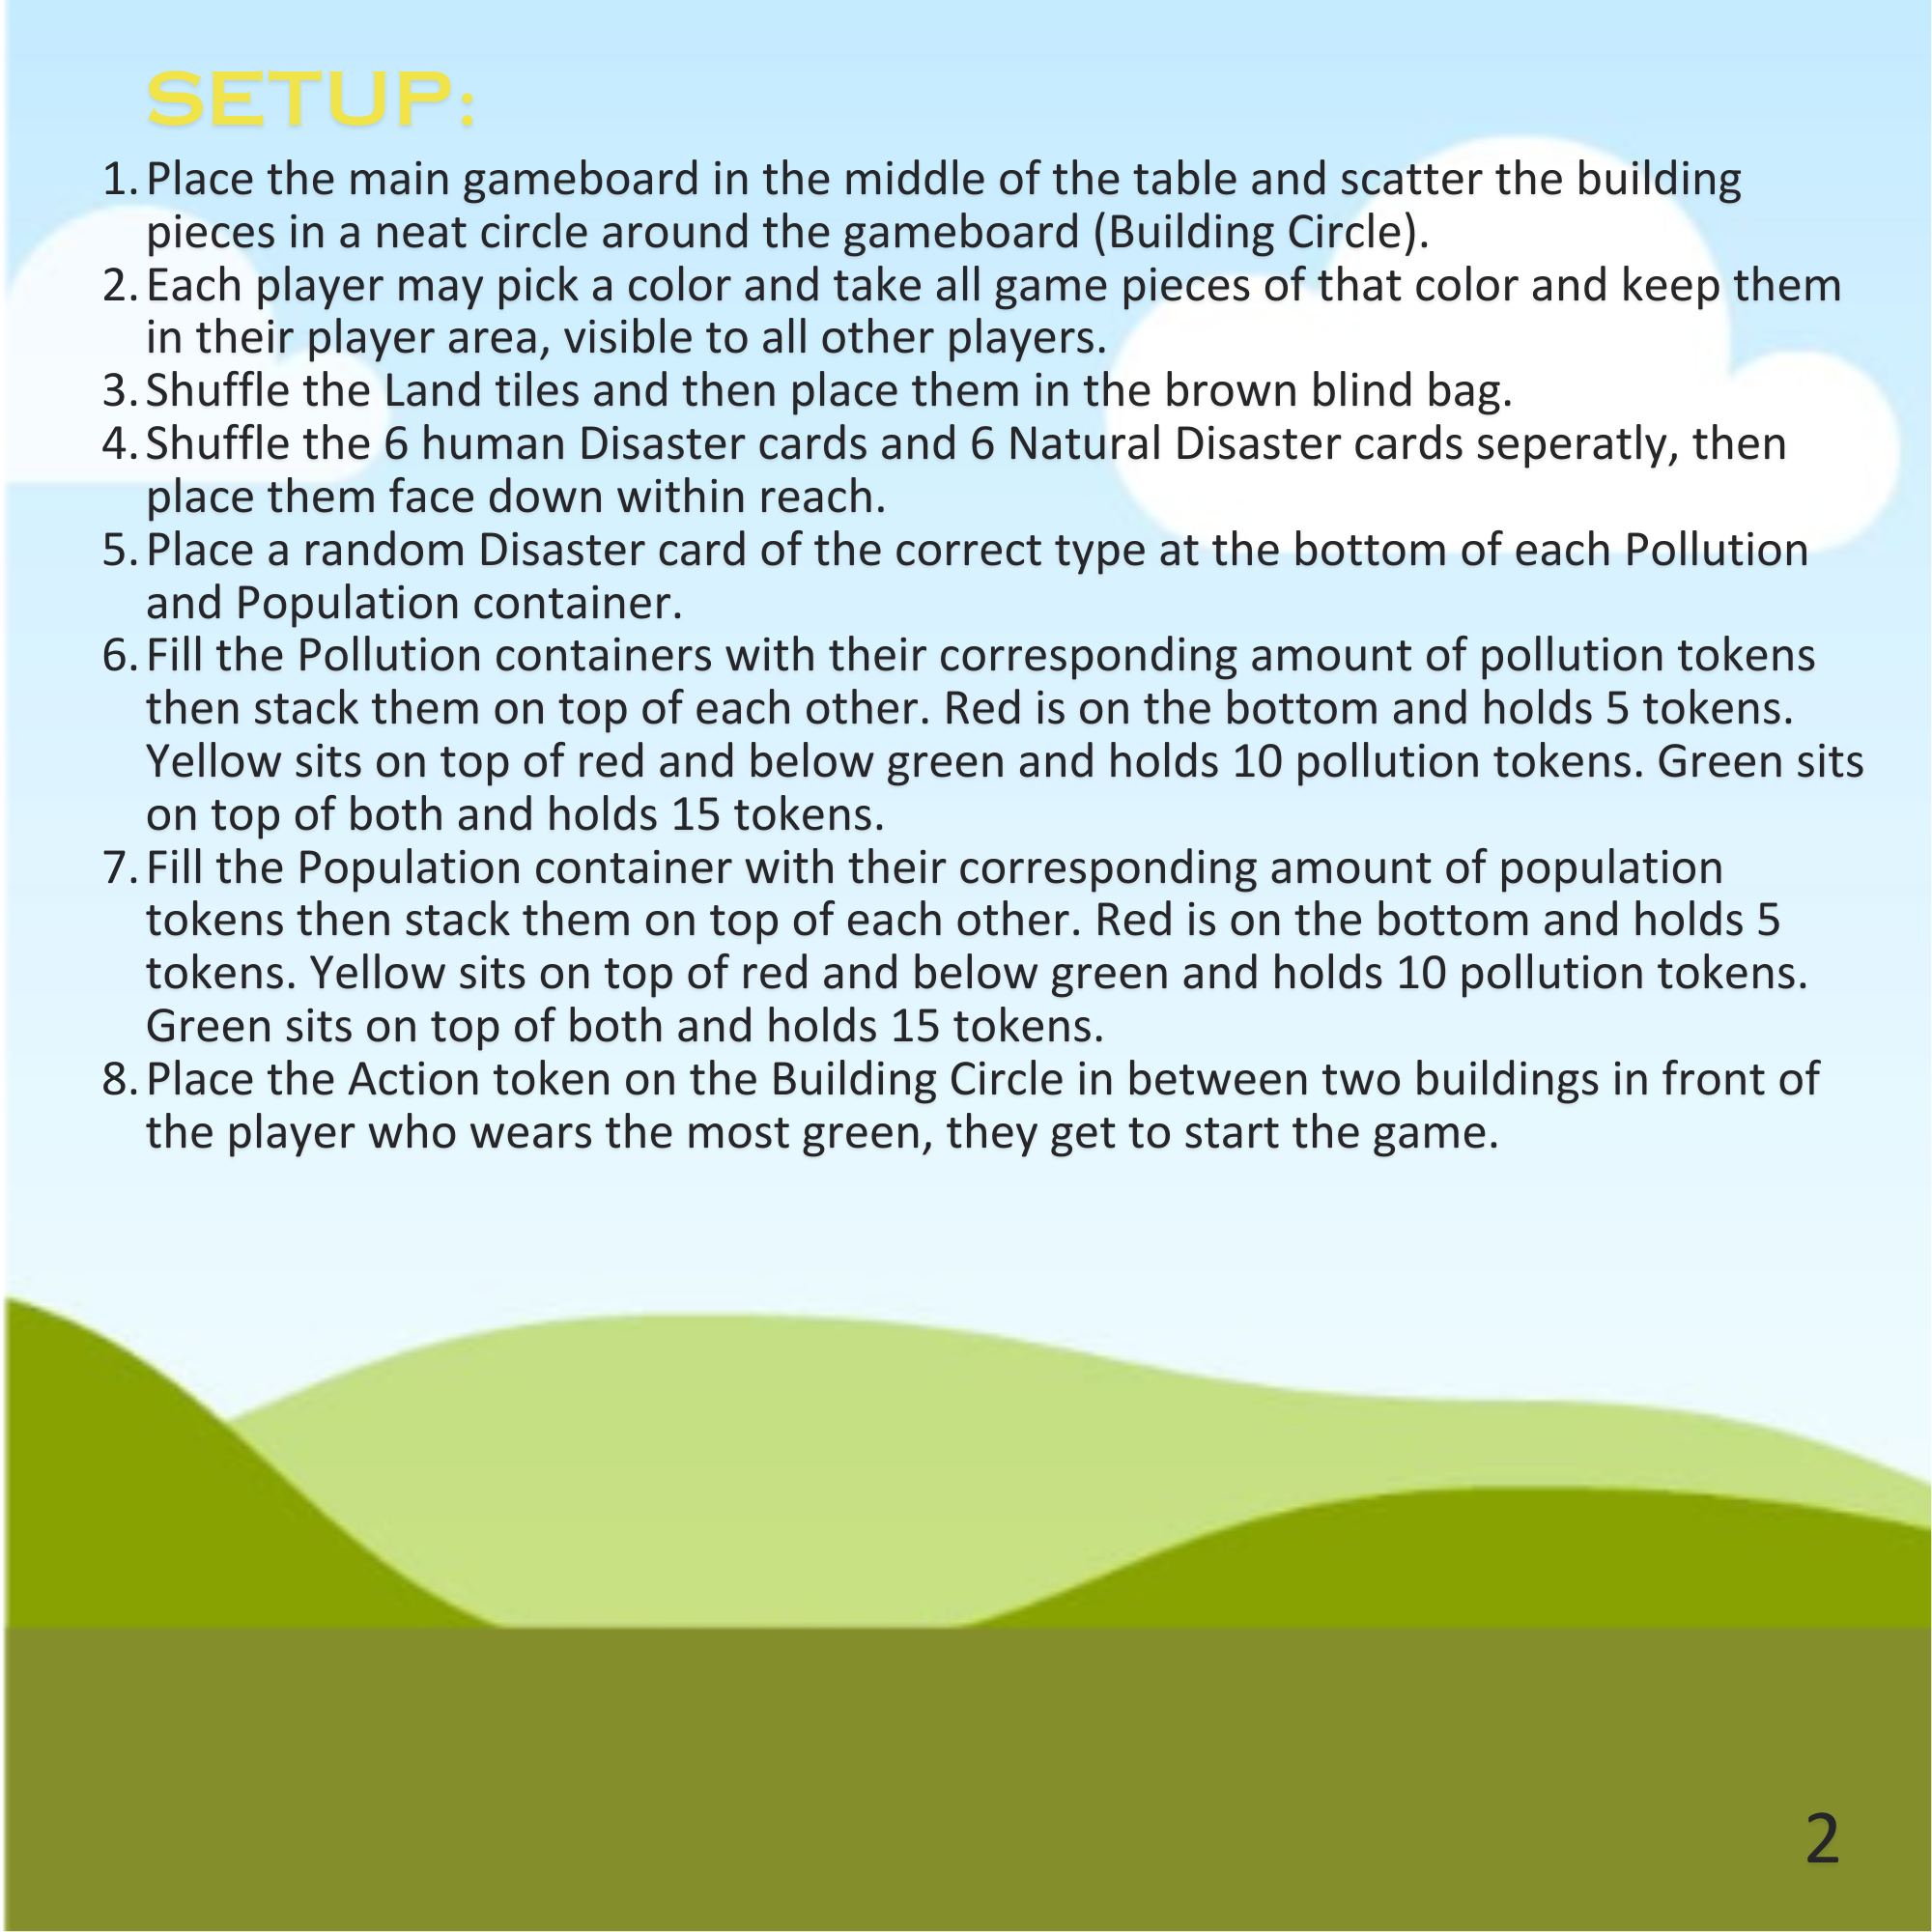 SETUP:
1. Place the main gameboard in the middle of the table and scatter the building
pieces in a neat circle around the gameboard (Building Circle).
2. Each player may pick a color and take all game pieces of that color and keep them
in their player area, visible to all other players.
3. Shuffle the Land tiles and then place them in the brown blind bag.
4. Shuffle the 6 human Disaster cards and 6 Natural Disaster cards seperatly, then
place them face down within reach.
5. Place a random Disaster card of the correct type at the bottom of each Pollution
and Population container.
6. Fill the Pollution containers with their corresponding amount of pollution tokens
then stack them on top of each other. Red is on the bottom and holds 5 tokens.
Yellow sits on top of red and below green and holds 10 pollution tokens. Green sits
on top of both and holds 15 tokens.
7. Fill the Population container with their corresponding amount of population
tokens then stack them on top of each other. Red is on the bottom and holds 5
tokens. Yellow sits on top of red and below green and holds 10 pollution tokens.
Green sits on top of both and holds 15 tokens.
8. Place the Action token on the Building Circle in between two buildings in front of
the player who wears the most green, they get to start the game.
2